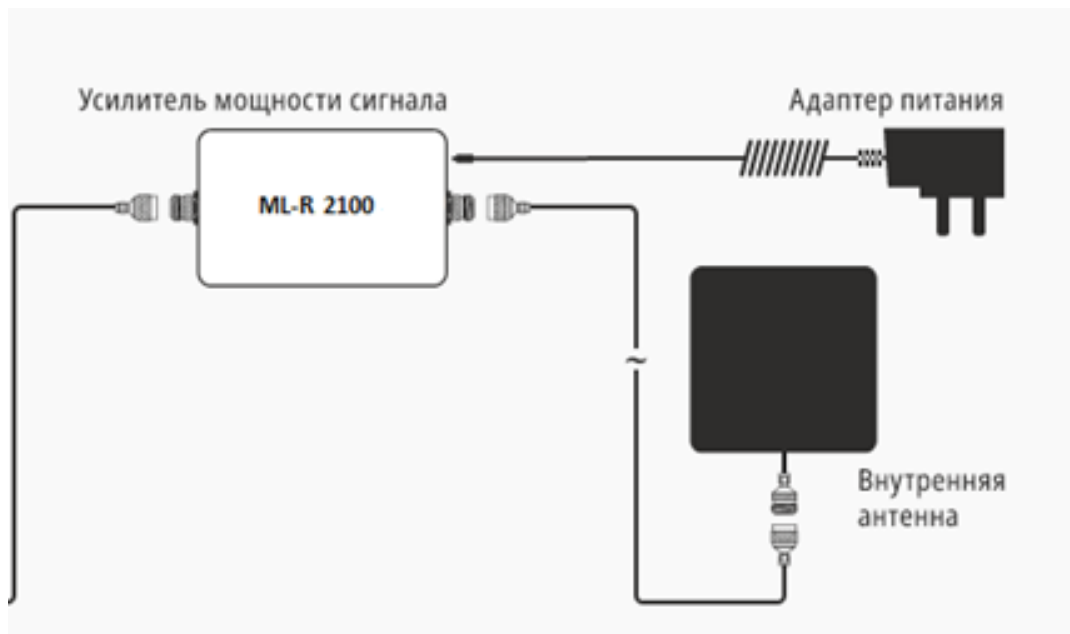 Усилитель мощности сигнала
Адаптер питания
ML-R 2100
~
Внутренняя
антенна